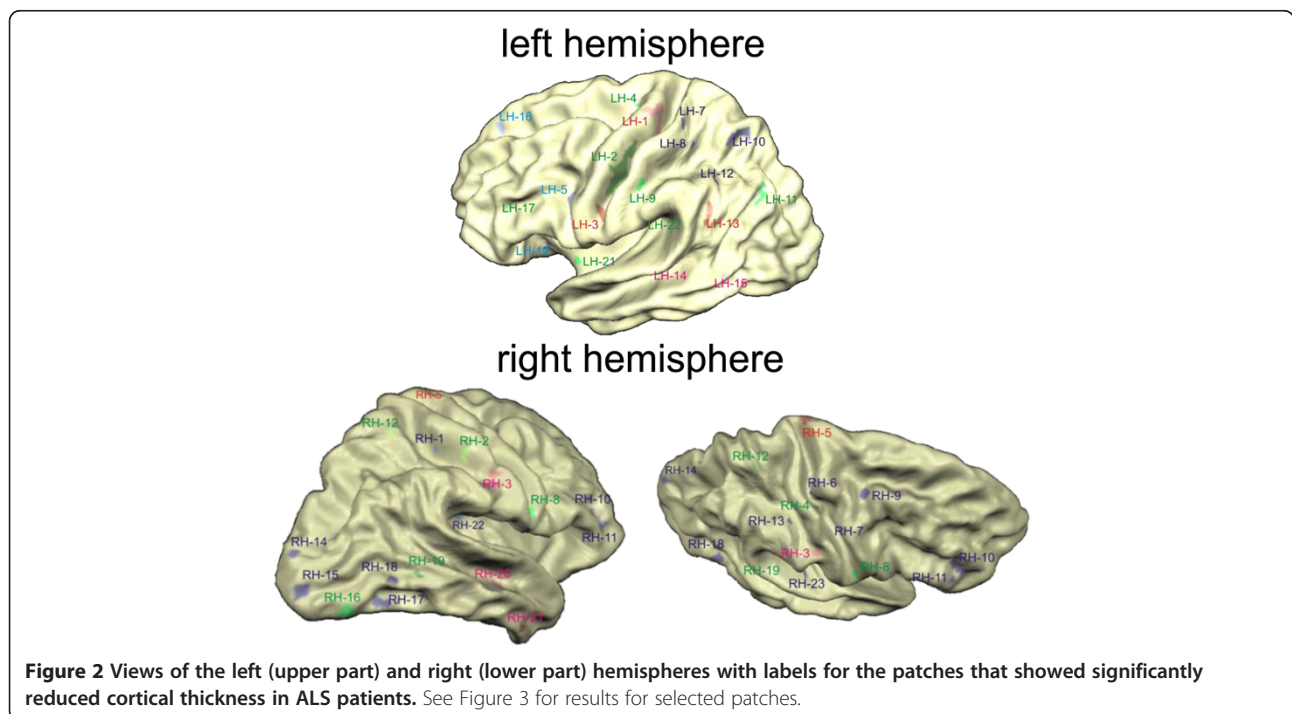 left hemisphere
LH-4
LH-7
LH-16
LH-1
LH-8
LH-10
LH-2
LH-12
LH-5
LH-9
LH-11
LH-17
LH-3
LH-22
LH-13
LH-21
LH-14
LH-15
right hemisphere
RH-5
RH-12
RH-1
RH-2
RH-3
RH-8
RH-10
RH-22
RH-11
RH-14
RH-19
RH-18
RH-15
RH-16
RH-17
RH-5
RH-12
RH-14
RH-6
RH-9
RH-4
RH-13
RH-7
RH-18
RH-3
RH-10
RH-19
RH-8
RH-11
RH-23
Figure 2 Views of the left (upper part) and right (lower part) hemispheres with labels for the patches that showed significantly
reduced cortical thickness in ALS patients. See Figure 3 for results for selected patches.